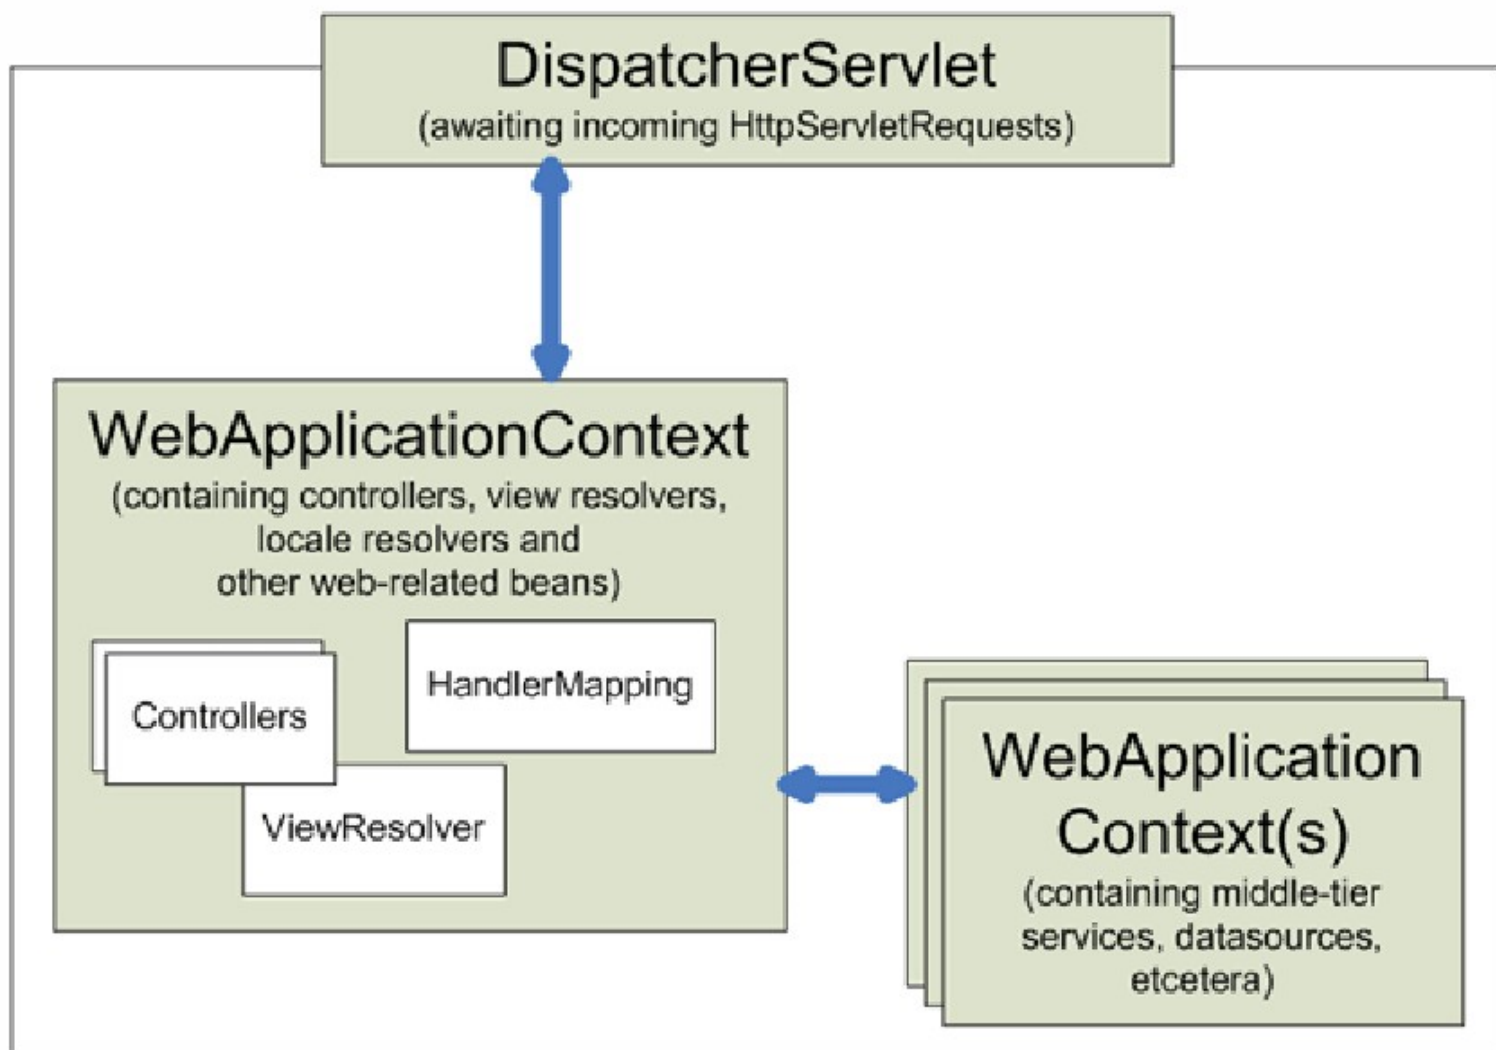 DispatcherServlet
(awaiting incoming HttpServletRequests)
WebApplicationContext
(containing controllers, view resolvers,
locale resolvers and
other web-related beans)
HandlerMapping
Controllers
ViewResolver
WebApplication
Context(s)
(containing middle-tier
services, datasources,
etcetera)